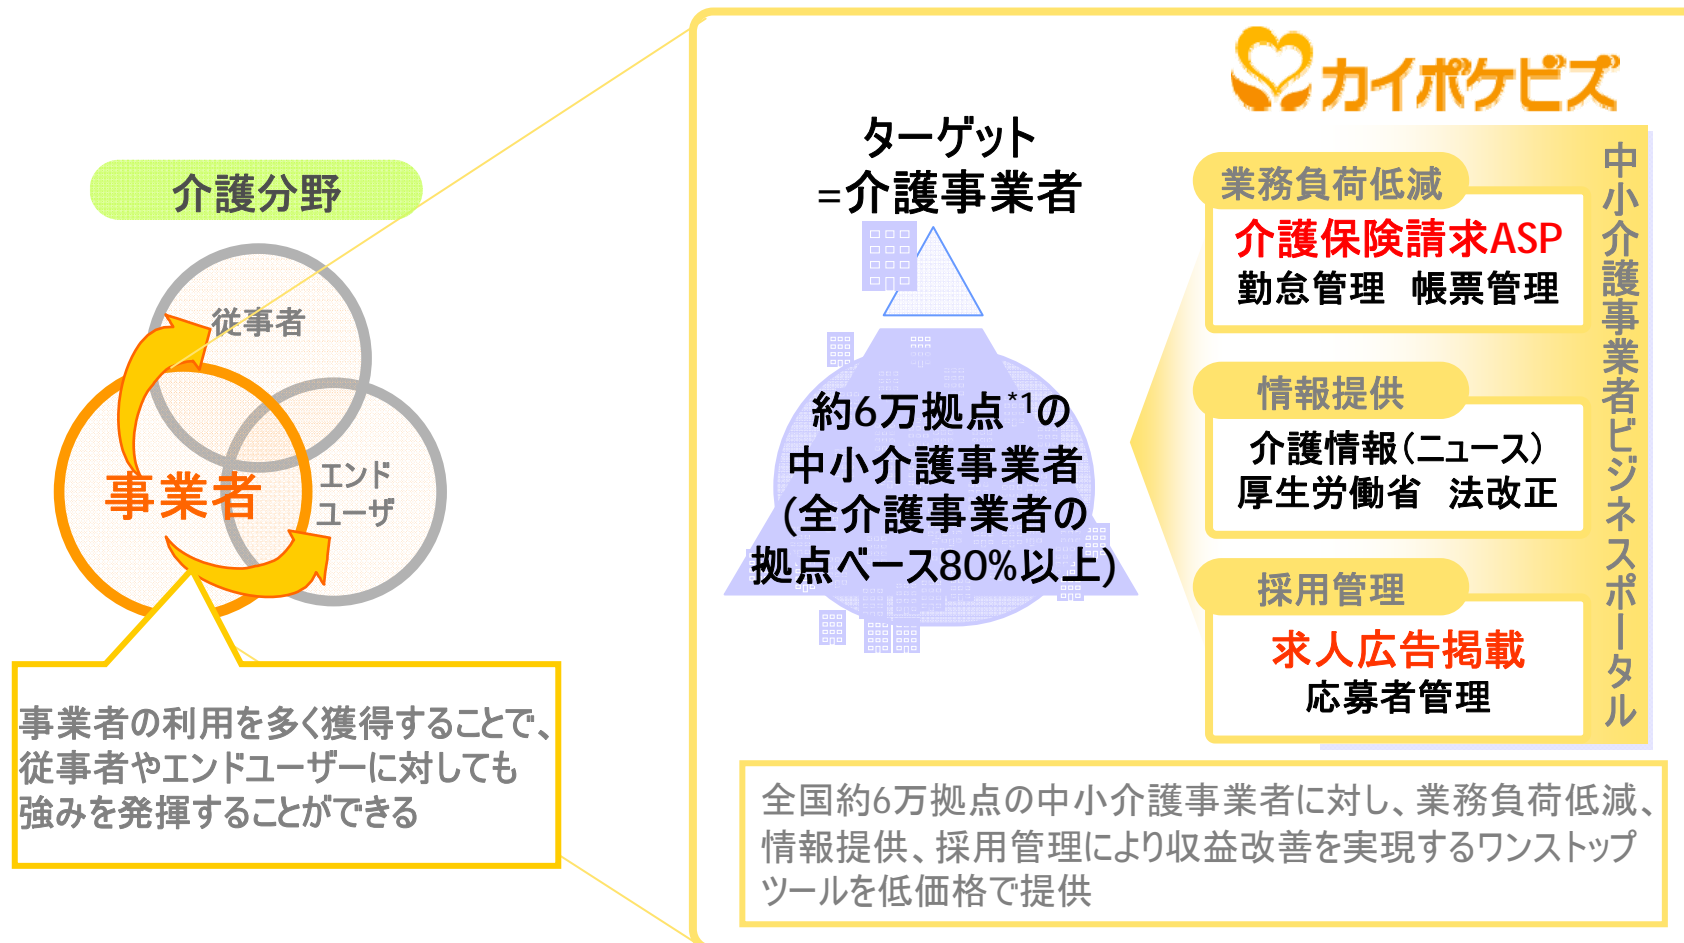 介護分野
従事者
事業者
エンド
ユーザ
事業者の利用を多く獲得することで、
従事者やエンドユーザーに対しても
強みを発揮することができる
カイポケビズ
ターゲット
=介護事業者
約6万拠点*1の
中小介護事業者
(全介護事業者の
拠点ベース80%以上)
業務負荷低減
介護保険請求ASP
勤怠管理 帳票管理
情報提供
介護情報(ニュース)
厚生労働省 法改正
採用管理
求人広告掲載
応募者管理
中小介護事業者ビジネスポータル
全国約6万拠点の中小介護事業者に対し、業務負荷低減、
情報提供、採用管理により収益改善を実現するワンストップ
ツールを低価格で提供